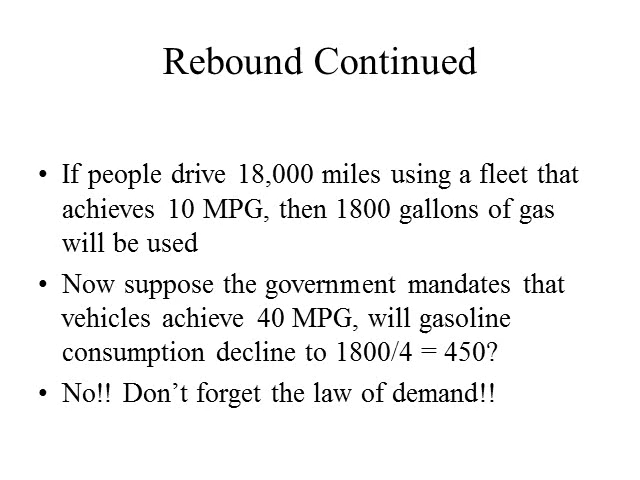 Rebound Continued
• If people drive 18,000 miles using a fleet that
achieves 10 MPG, then 1800 gallons of gas
will be used
• Now suppose the government mandates that
vehicles achieve 40 MPG, will gasoline
consumption decline to 1800/4 = 450?
• No!! Don’t forget the law of demand!!